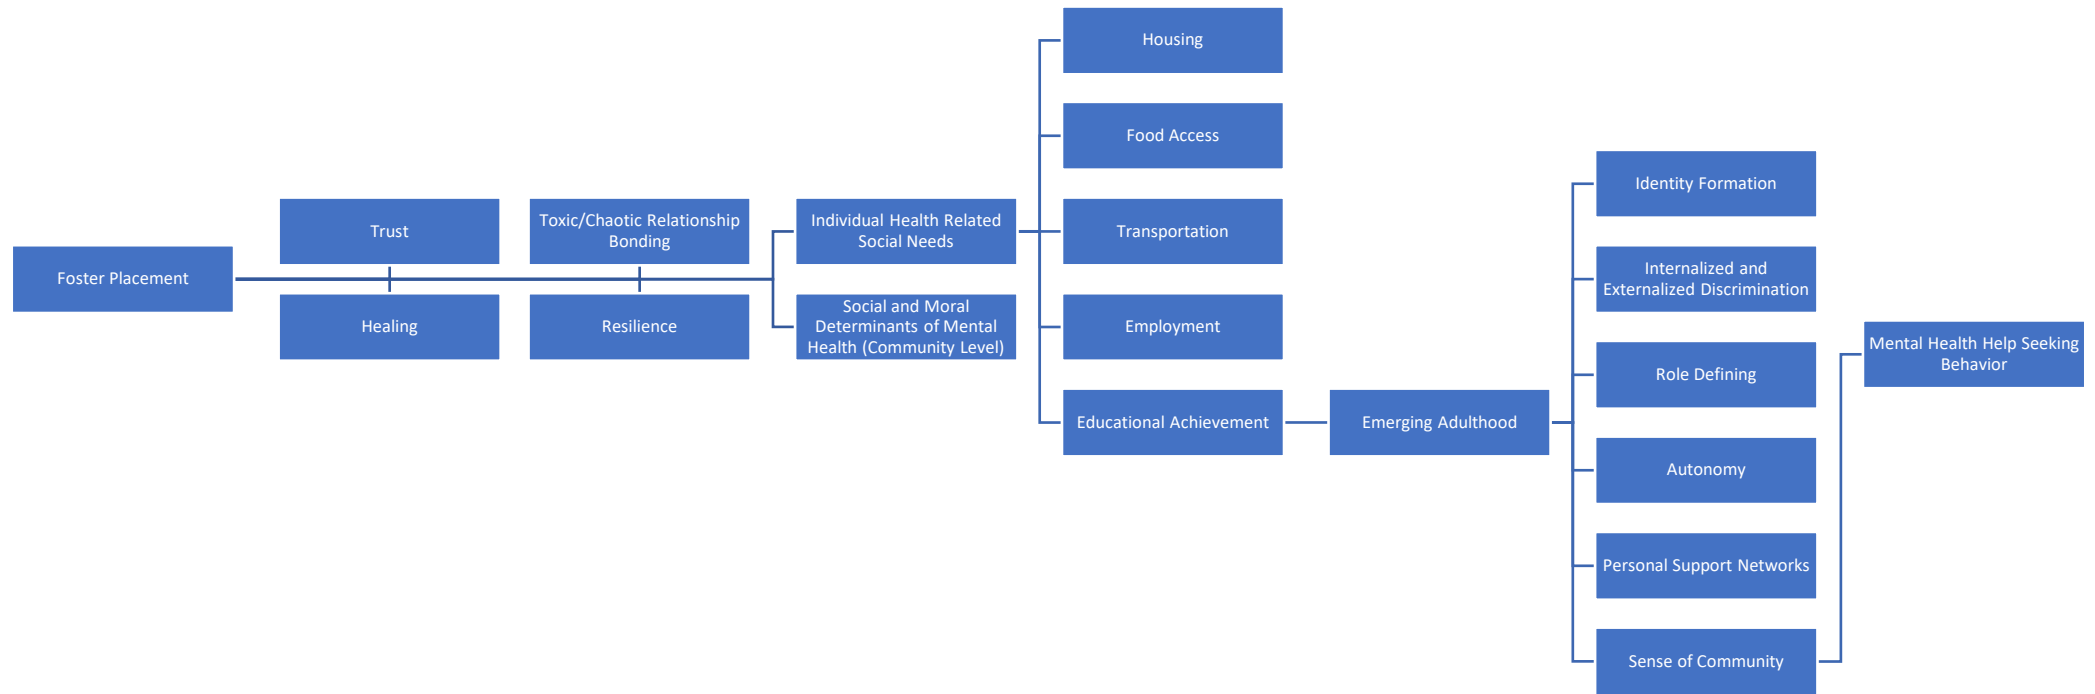 Foster Placement
Trust
Healing
Toxic/Chaotic Relationship
Bonding
Resilience
Individual Health Related
Social Needs
Social and Moral
Determinants of Mental
Health (Community Level)
Housing
Food Access
Transportation
Employment
Educational Achievement
Emerging Adulthood
Identity Formation
Internalized and
Externalized Discrimination
Role Defining
Autonomy
Personal Support Networks
Sense of Community
Mental Health Help Seeking
Behavior